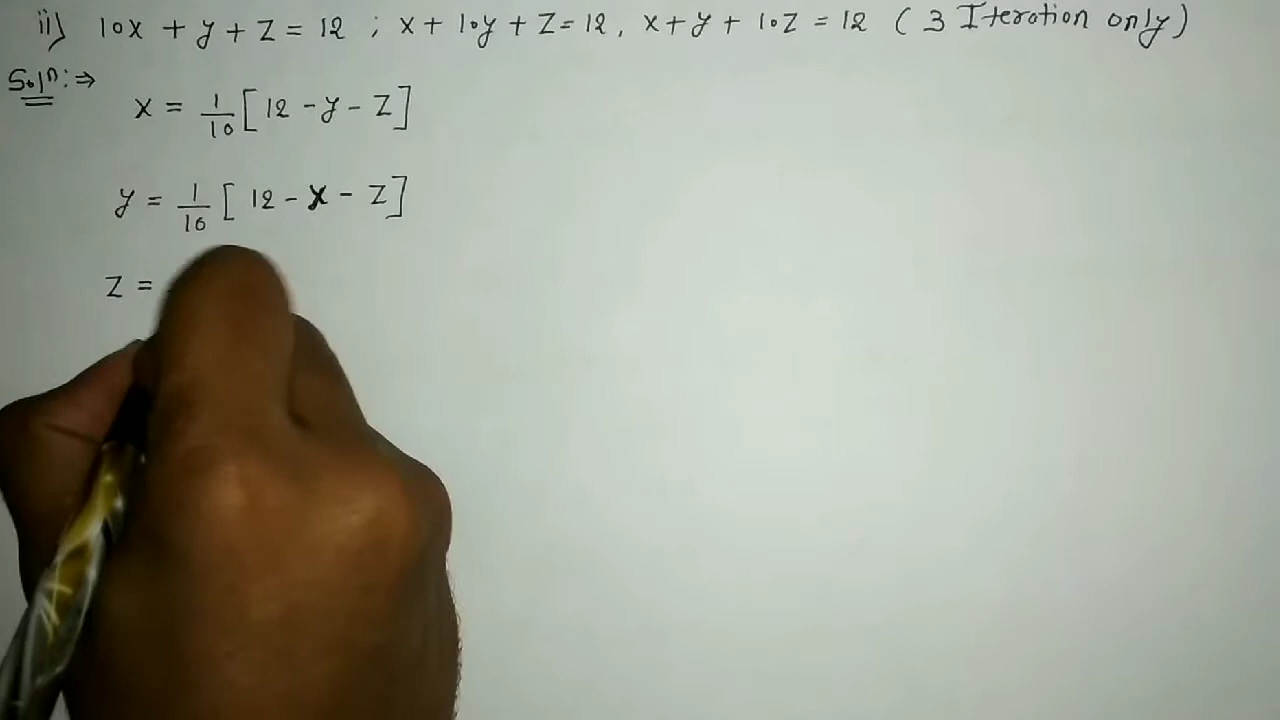 ii) 10x + y + z = 12 ; x + 10y + z = 12, x + y + 10z = 12 ( 3 Iteration only )
Solⁿ: ⇒
x = 1/10 [ 12 - y - z ]
y = 1/10 [ 12 - x - z ]
z =